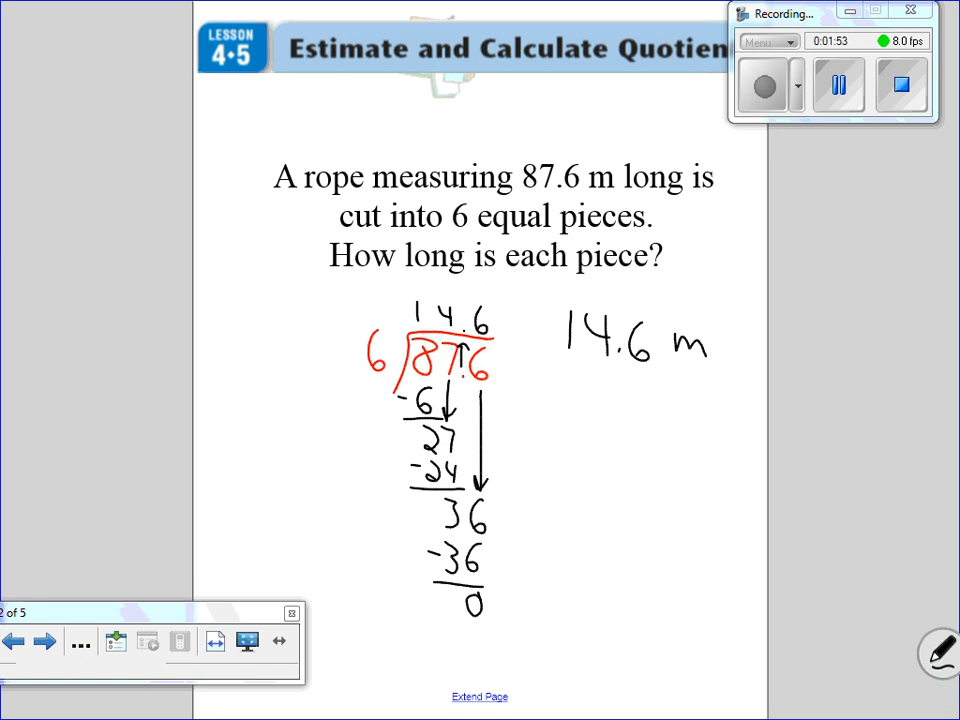 LESSON
4•5
Estimate and Calculate Quotien
Recording...
Menu
0:01:53
8.0 fps
A rope measuring 87.6 m long is
cut into 6 equal pieces.
How long is each piece?
14.6
6 87.6
-6
27
-24
36
-36
0
14.6 m
2 of 5
...
Extend Page